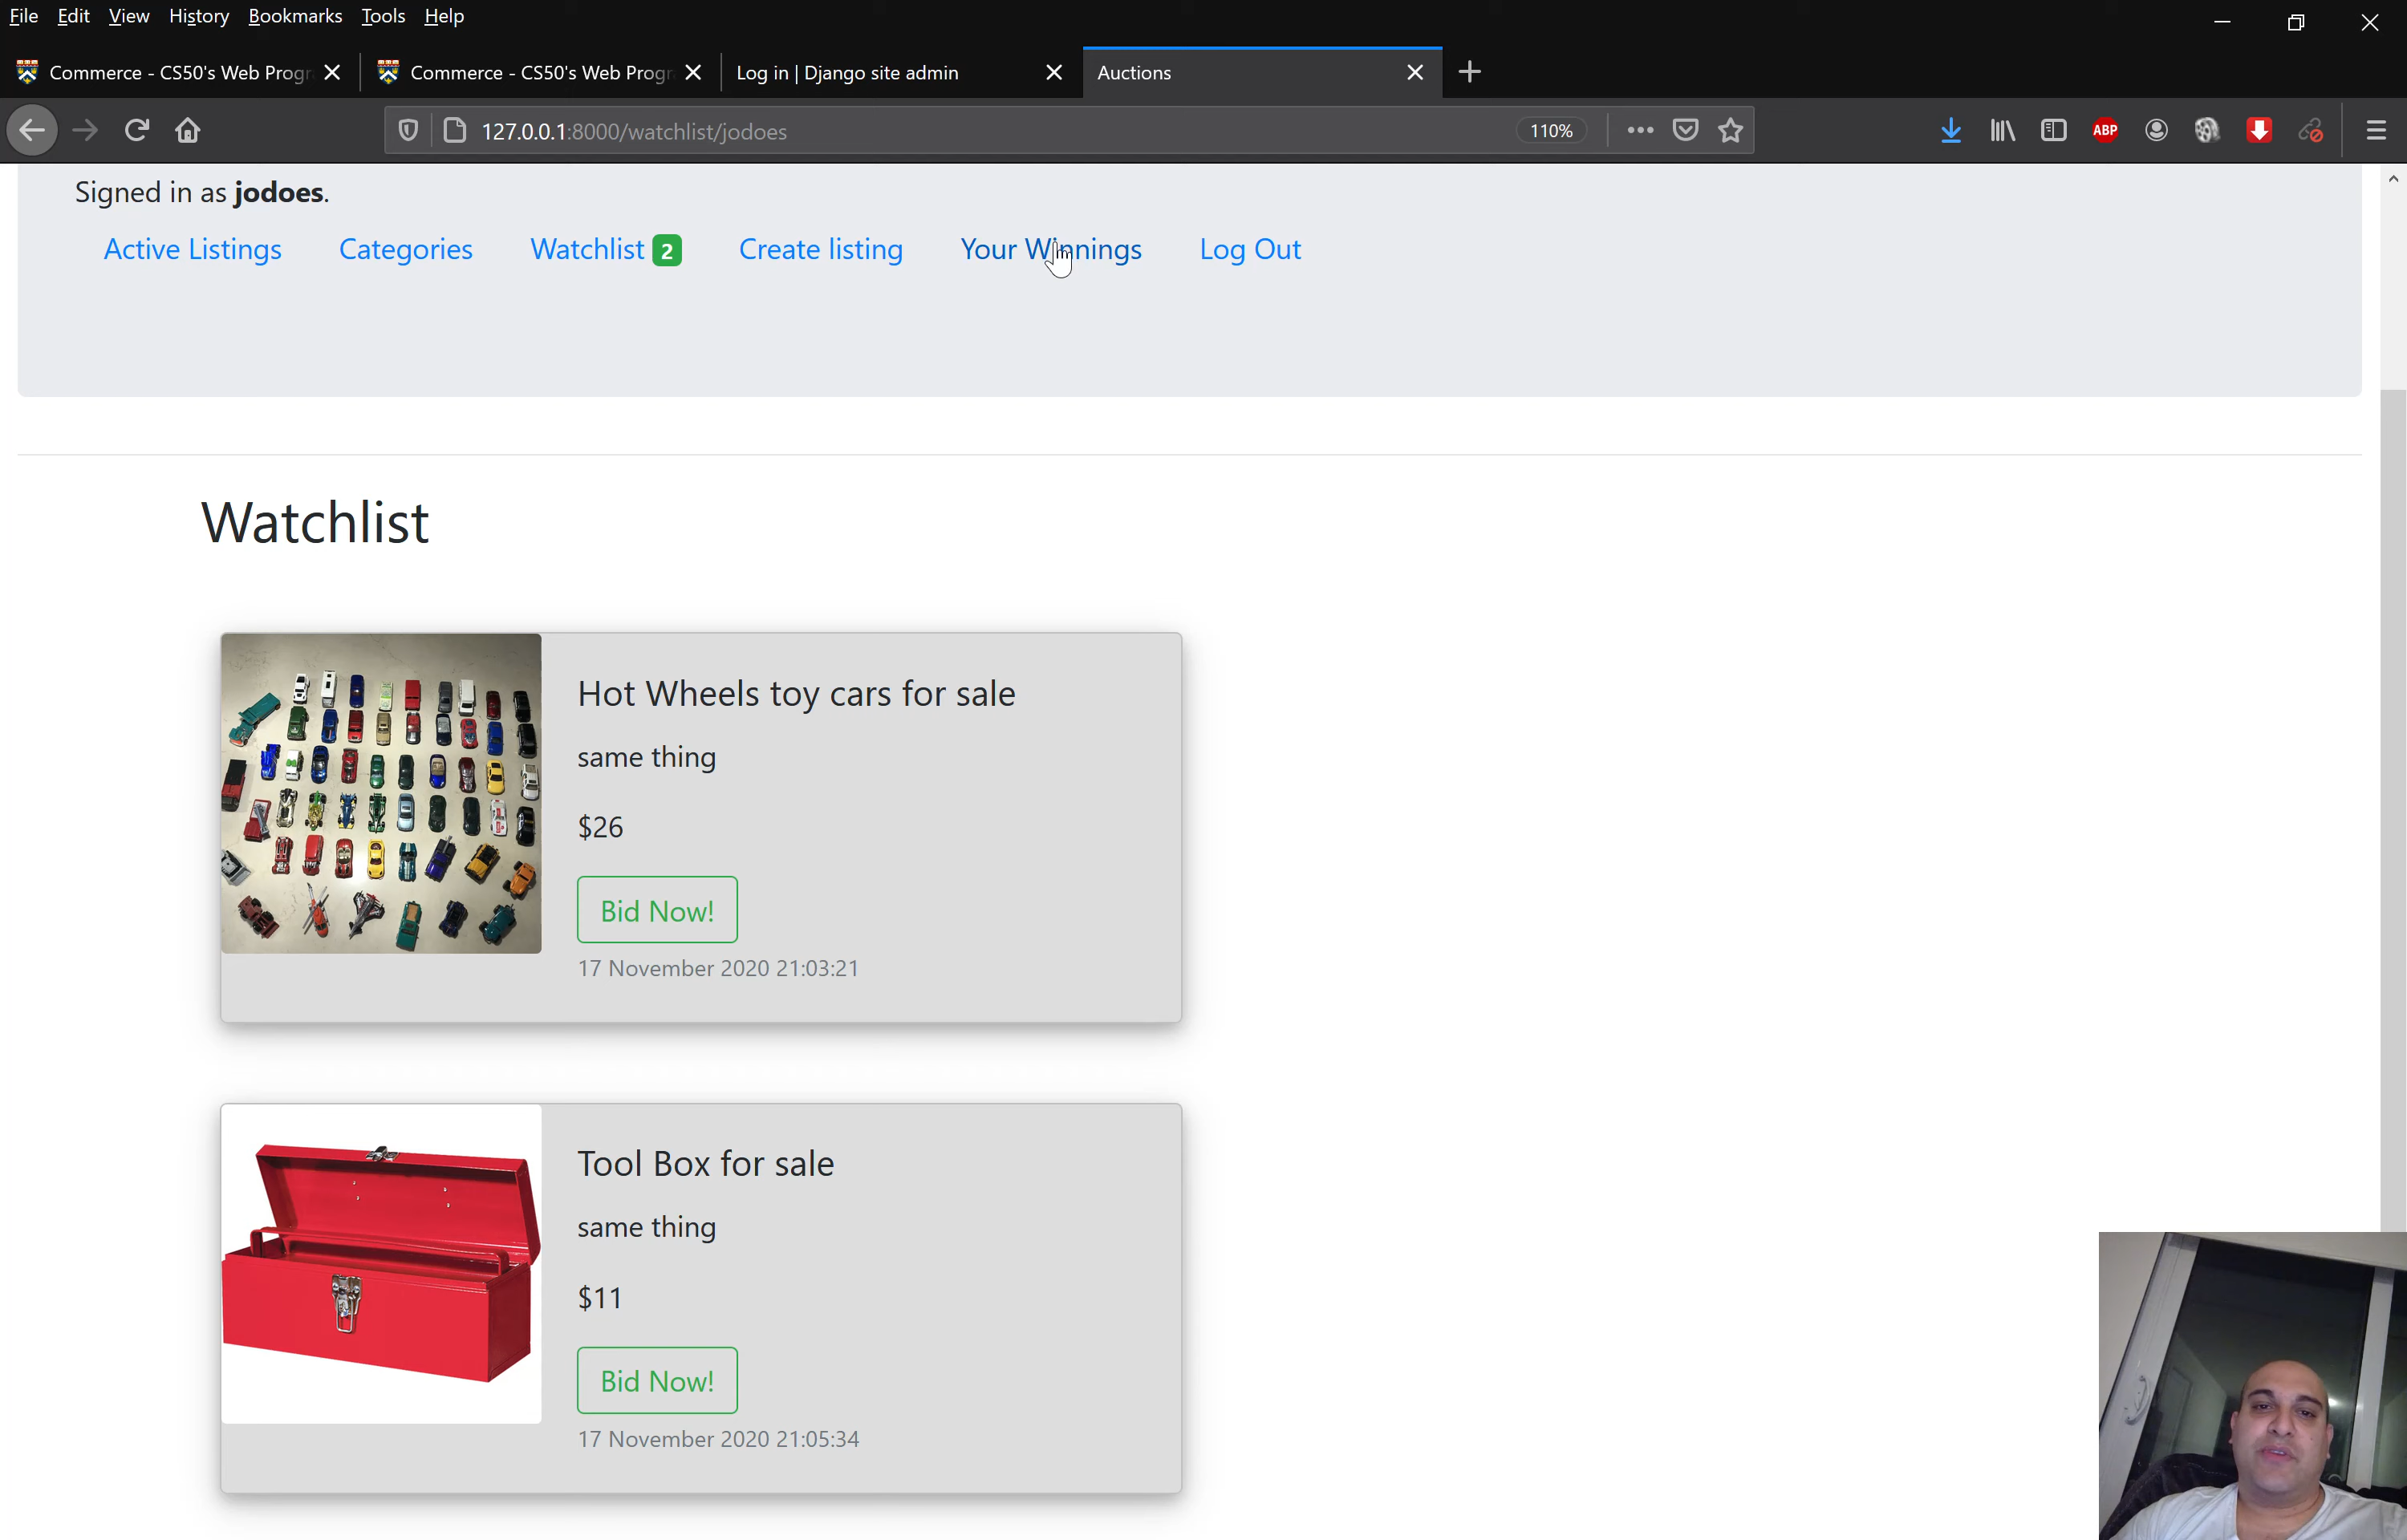 File Edit View History Bookmarks Tools Help
Commerce - CS50's Web Progr
Commerce - CS50's Web Progr
Log in | Django site admin
Auctions
127.0.0.1:8000/watchlist/jodoes
110%
ABP
Signed in as jodoes.
Active Listings
Categories
Watchlist 2
Create listing
Your Winnings
Log Out
Watchlist
Hot Wheels toy cars for sale
same thing
$26
Bid Now!
17 November 2020 21:03:21
Tool Box for sale
same thing
$11
Bid Now!
17 November 2020 21:05:34